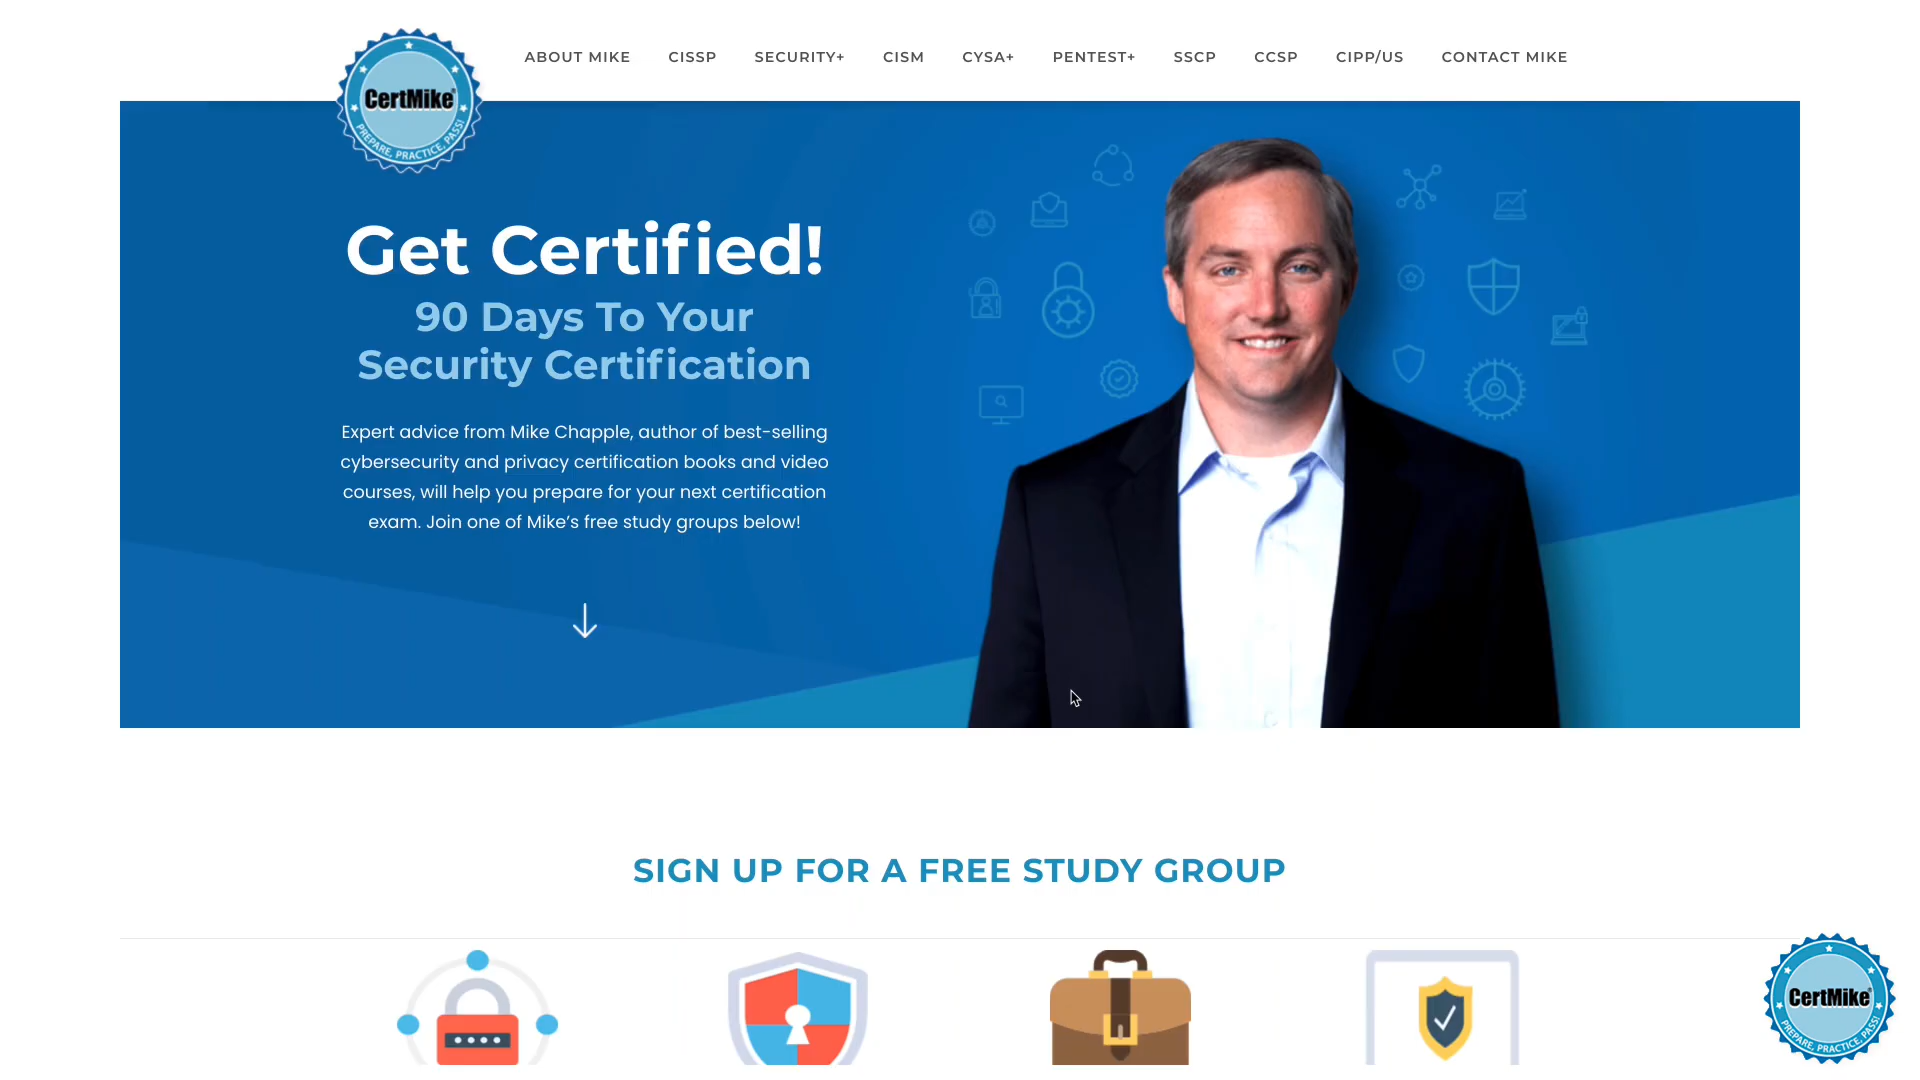 CertMike®
PREPARE, PRACTICE, PASS!
ABOUT MIKE
CISSP
SECURITY+
CISM
CYSA+
PENTEST+
SSCP
CCSP
CIPP/US
CONTACT MIKE
Get Certified!
90 Days To Your
Security Certification
Expert advice from Mike Chapple, author of best-selling
cybersecurity and privacy certification books and video
courses, will help you prepare for your next certification
exam. Join one of Mike’s free study groups below!
SIGN UP FOR A FREE STUDY GROUP
CertMike®
PREPARE, PRACTICE, PASS!